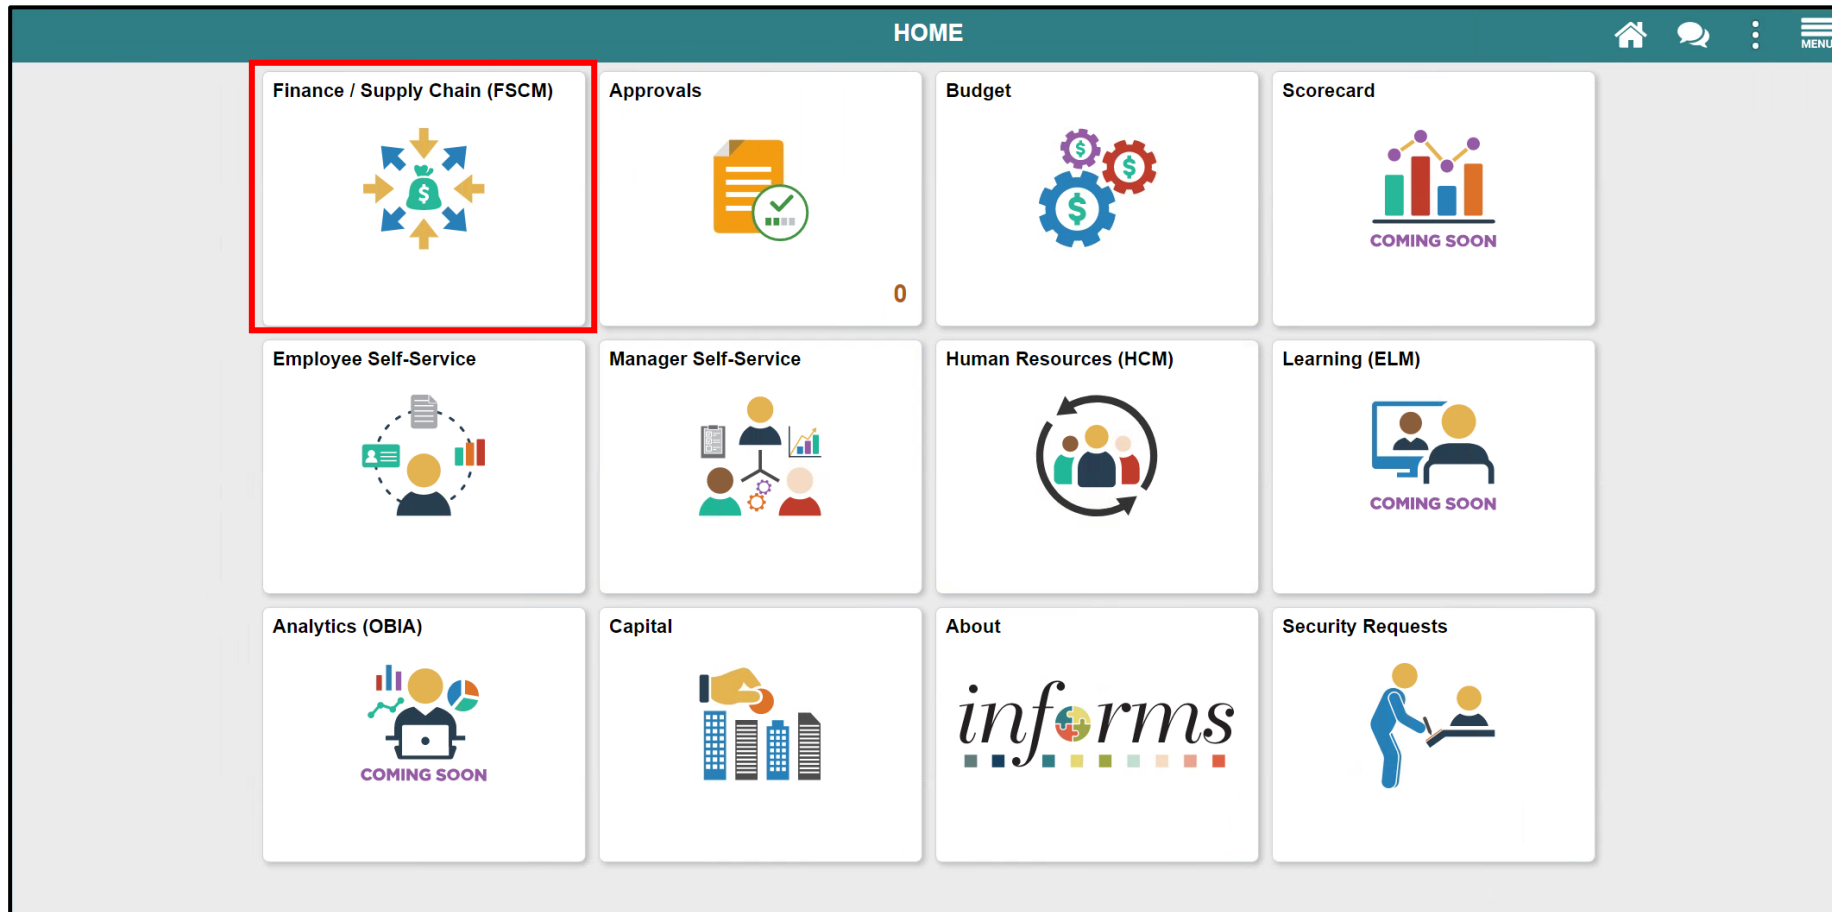 HOME
MENU
Finance / Supply Chain (FSCM)
Approvals
0
Budget
Scorecard
COMING SOON
Employee Self-Service
Manager Self-Service
Human Resources (HCM)
Learning (ELM)
COMING SOON
Analytics (OBIA)
COMING SOON
Capital
About
informs
Security Requests